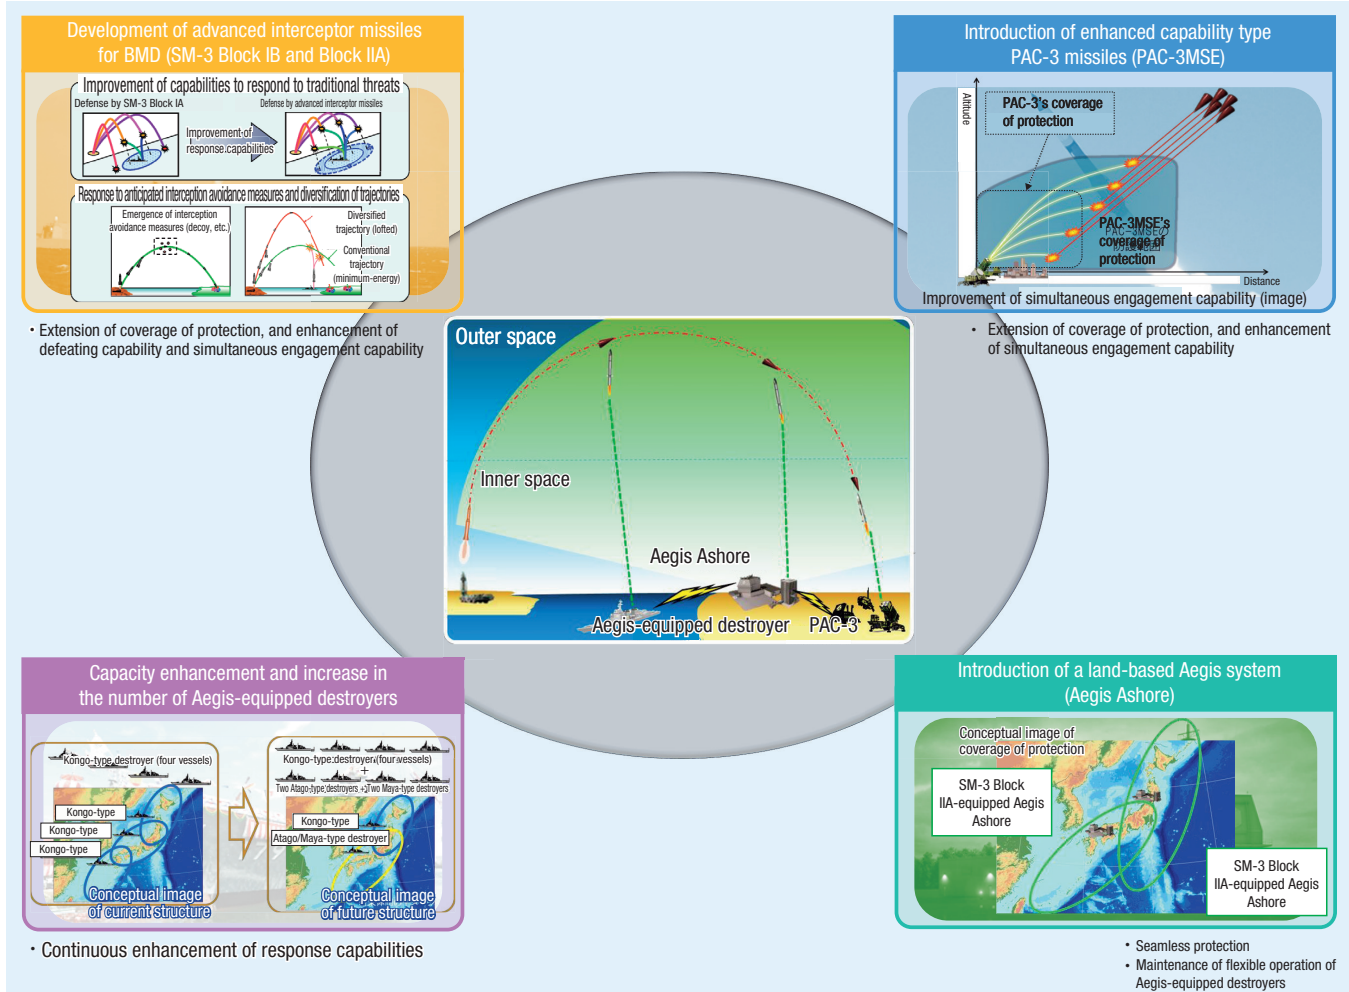 Development of advanced interceptor missiles
for BMD (SM-3 Block IB and Block IIA)
Improvement of capabilities to respond to traditional threats
Defense by SM-3 Block IA
Defense by advanced interceptor missiles
Improvement of
response capabilities
Response to anticipated interception avoidance measures and diversification of trajectories
Emergence of interception
avoidance measures (decoy, etc.)
Diversified
trajectory (lofted)
Conventional
trajectory
(minimum-energy)
・Extension of coverage of protection, and enhancement of
defeating capability and simultaneous engagement capability
Introduction of enhanced capability type
PAC-3 missiles (PAC-3MSE)
Altitude
PAC-3's coverage
of protection
PAC-3MSE's
coverage of
protection
PAC-3MSEの
Distance
Improvement of simultaneous engagement capability (image)
• Extension of coverage of protection, and enhancement
of simultaneous engagement capability
Outer space
Inner space
Aegis Ashore
Aegis-equipped destroyer
PAC-3
Capacity enhancement and increase in
the number of Aegis-equipped destroyers
Kongo-type destroyer (four vessels)
Kongo-type
Kongo-type
Kongo-type
Conceptual image
of current structure
Kongo-type destroyer (four vessels)
+
Two Atago-type destroyers + Two Maya-type destroyers
Kongo-type
Atago/Maya-type destroyer
Conceptual image
of future structure
・Continuous enhancement of response capabilities
Introduction of a land-based Aegis system
(Aegis Ashore)
Conceptual image of
coverage of protection
SM-3 Block
IIA-equipped Aegis
Ashore
SM-3 Block
IIA-equipped Aegis
Ashore
• Seamless protection
• Maintenance of flexible operation of
Aegis-equipped destroyers